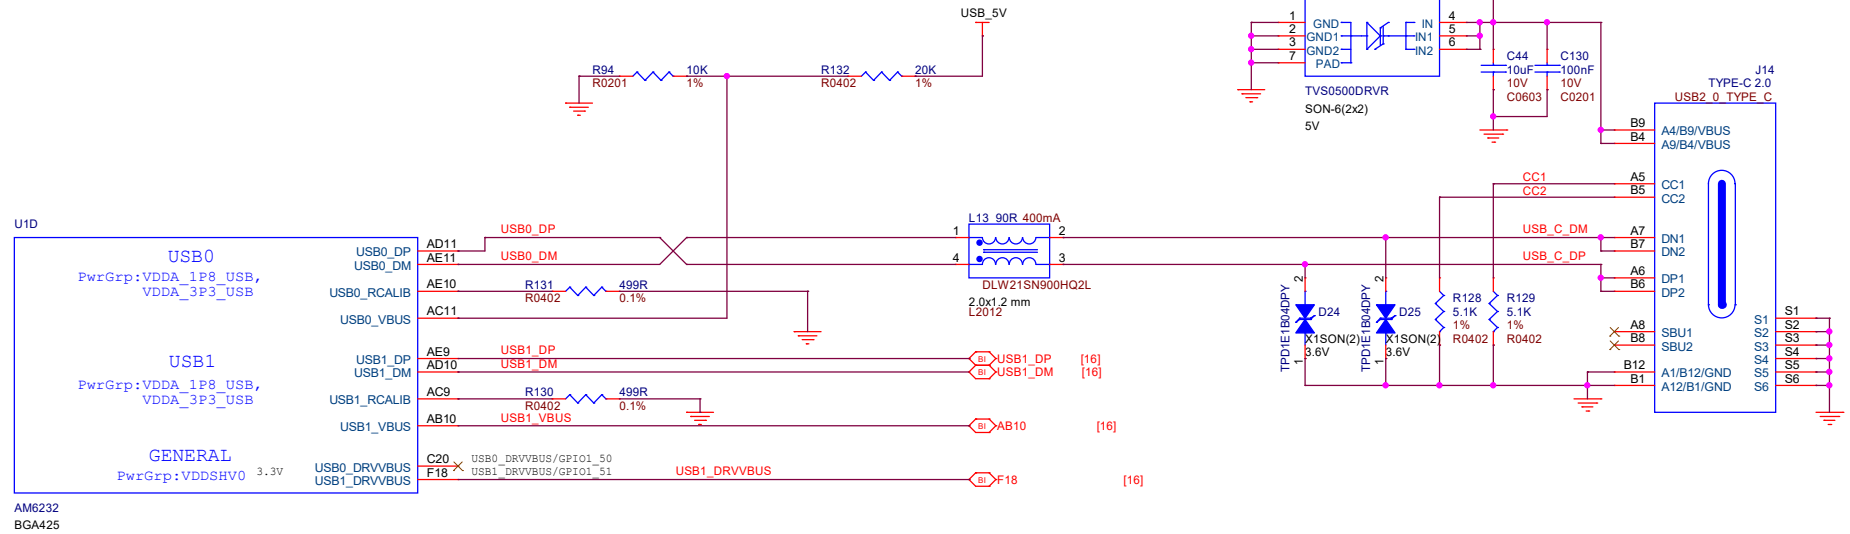 USB_5V
R94 10K
R0201 1%
R132 20K
R0402 1%
1 GND IN 4
2 GND1 IN1 5
3 GND2 IN2 6
7 PAD
TVS0500DRVR
SON-6(2x2)
5V
C44
10uF
10V
C0603
C130
100nF
10V
C0201
J14
TYPE-C 2.0
USB2_0_TYPE_C
B9 A4/B9/VBUS
B4 A9/B4/VBUS
CC1 A5 CC1
CC2 B5 CC2
USB_C_DM A7 DN1
B7 DN2
USB_C_DP A6 DP1
B6 DP2
A8 SBU1
B8 SBU2
B12 A1/B12/GND
B1 A12/B1/GND
S1 S1
S2 S2
S3 S3
S4 S4
S5 S5
S6 S6
U1D
USB0
PwrGrp:VDDA_1P8_USB,
VDDA_3P3_USB
USB0_DP AD11 USB0_DP
USB0_DM AE11 USB0_DM
USB0_RCALIB AE10
R131 499R
R0402 0.1%
USB0_VBUS AC11
L13 90R 400mA
1 2
4 3
DLW21SN900HQ2L
2.0x1.2 mm
L2012
TPD1E1B04DPY
2
1
D24
X1SON(2)
3.6V
TPD1E1B04DPY
2
1
D25
X1SON(2)
3.6V
R128
5.1K
1%
R0402
R129
5.1K
1%
R0402
USB1
PwrGrp:VDDA_1P8_USB,
VDDA_3P3_USB
USB1_DP AE9 USB1_DP BI USB1_DP [16]
USB1_DM AD10 USB1_DM BI USB1_DM [16]
USB1_RCALIB AC9
R130 499R
R0402 0.1%
USB1_VBUS AB10 USB1_VBUS BI AB10 [16]
GENERAL
PwrGrp:VDDSHV0 3.3V
USB0_DRVVBUS C20 USB0_DRVVBUS/GPIO1_50
USB1_DRVVBUS F18 USB1_DRVVBUS/GPIO1_51 USB1_DRVVBUS BI F18 [16]
AM6232
BGA425